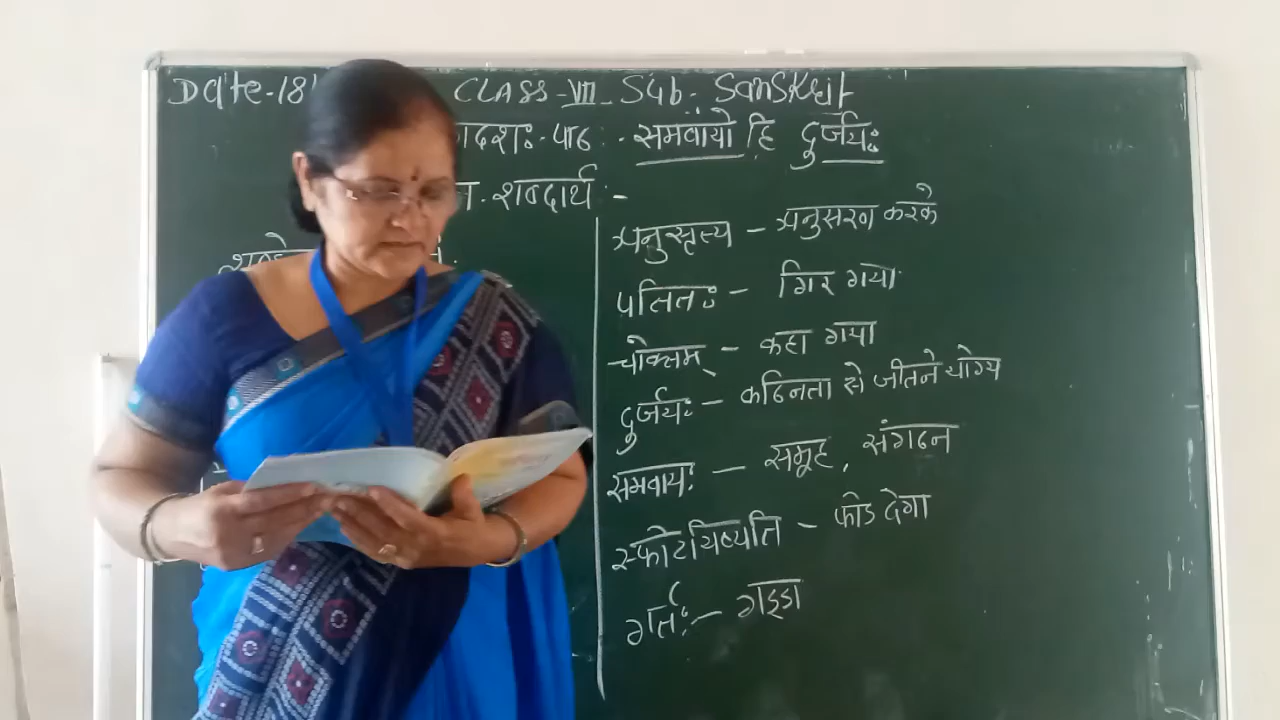 Date-18
CLASS-VII Sub- Sanskrit
पाठ - समवायो हि दुर्जयः
शब्दार्थ -
अनुसृत्य - अनुसरण करके
पतितः - गिर गया
चोक्तम् - कहा गया
दुर्जयः - कठिनता से जीतने योग्य
समवायः - समूह, संगठन
स्फोटयिष्यति - फोड देगा
गर्तः - गड्डा